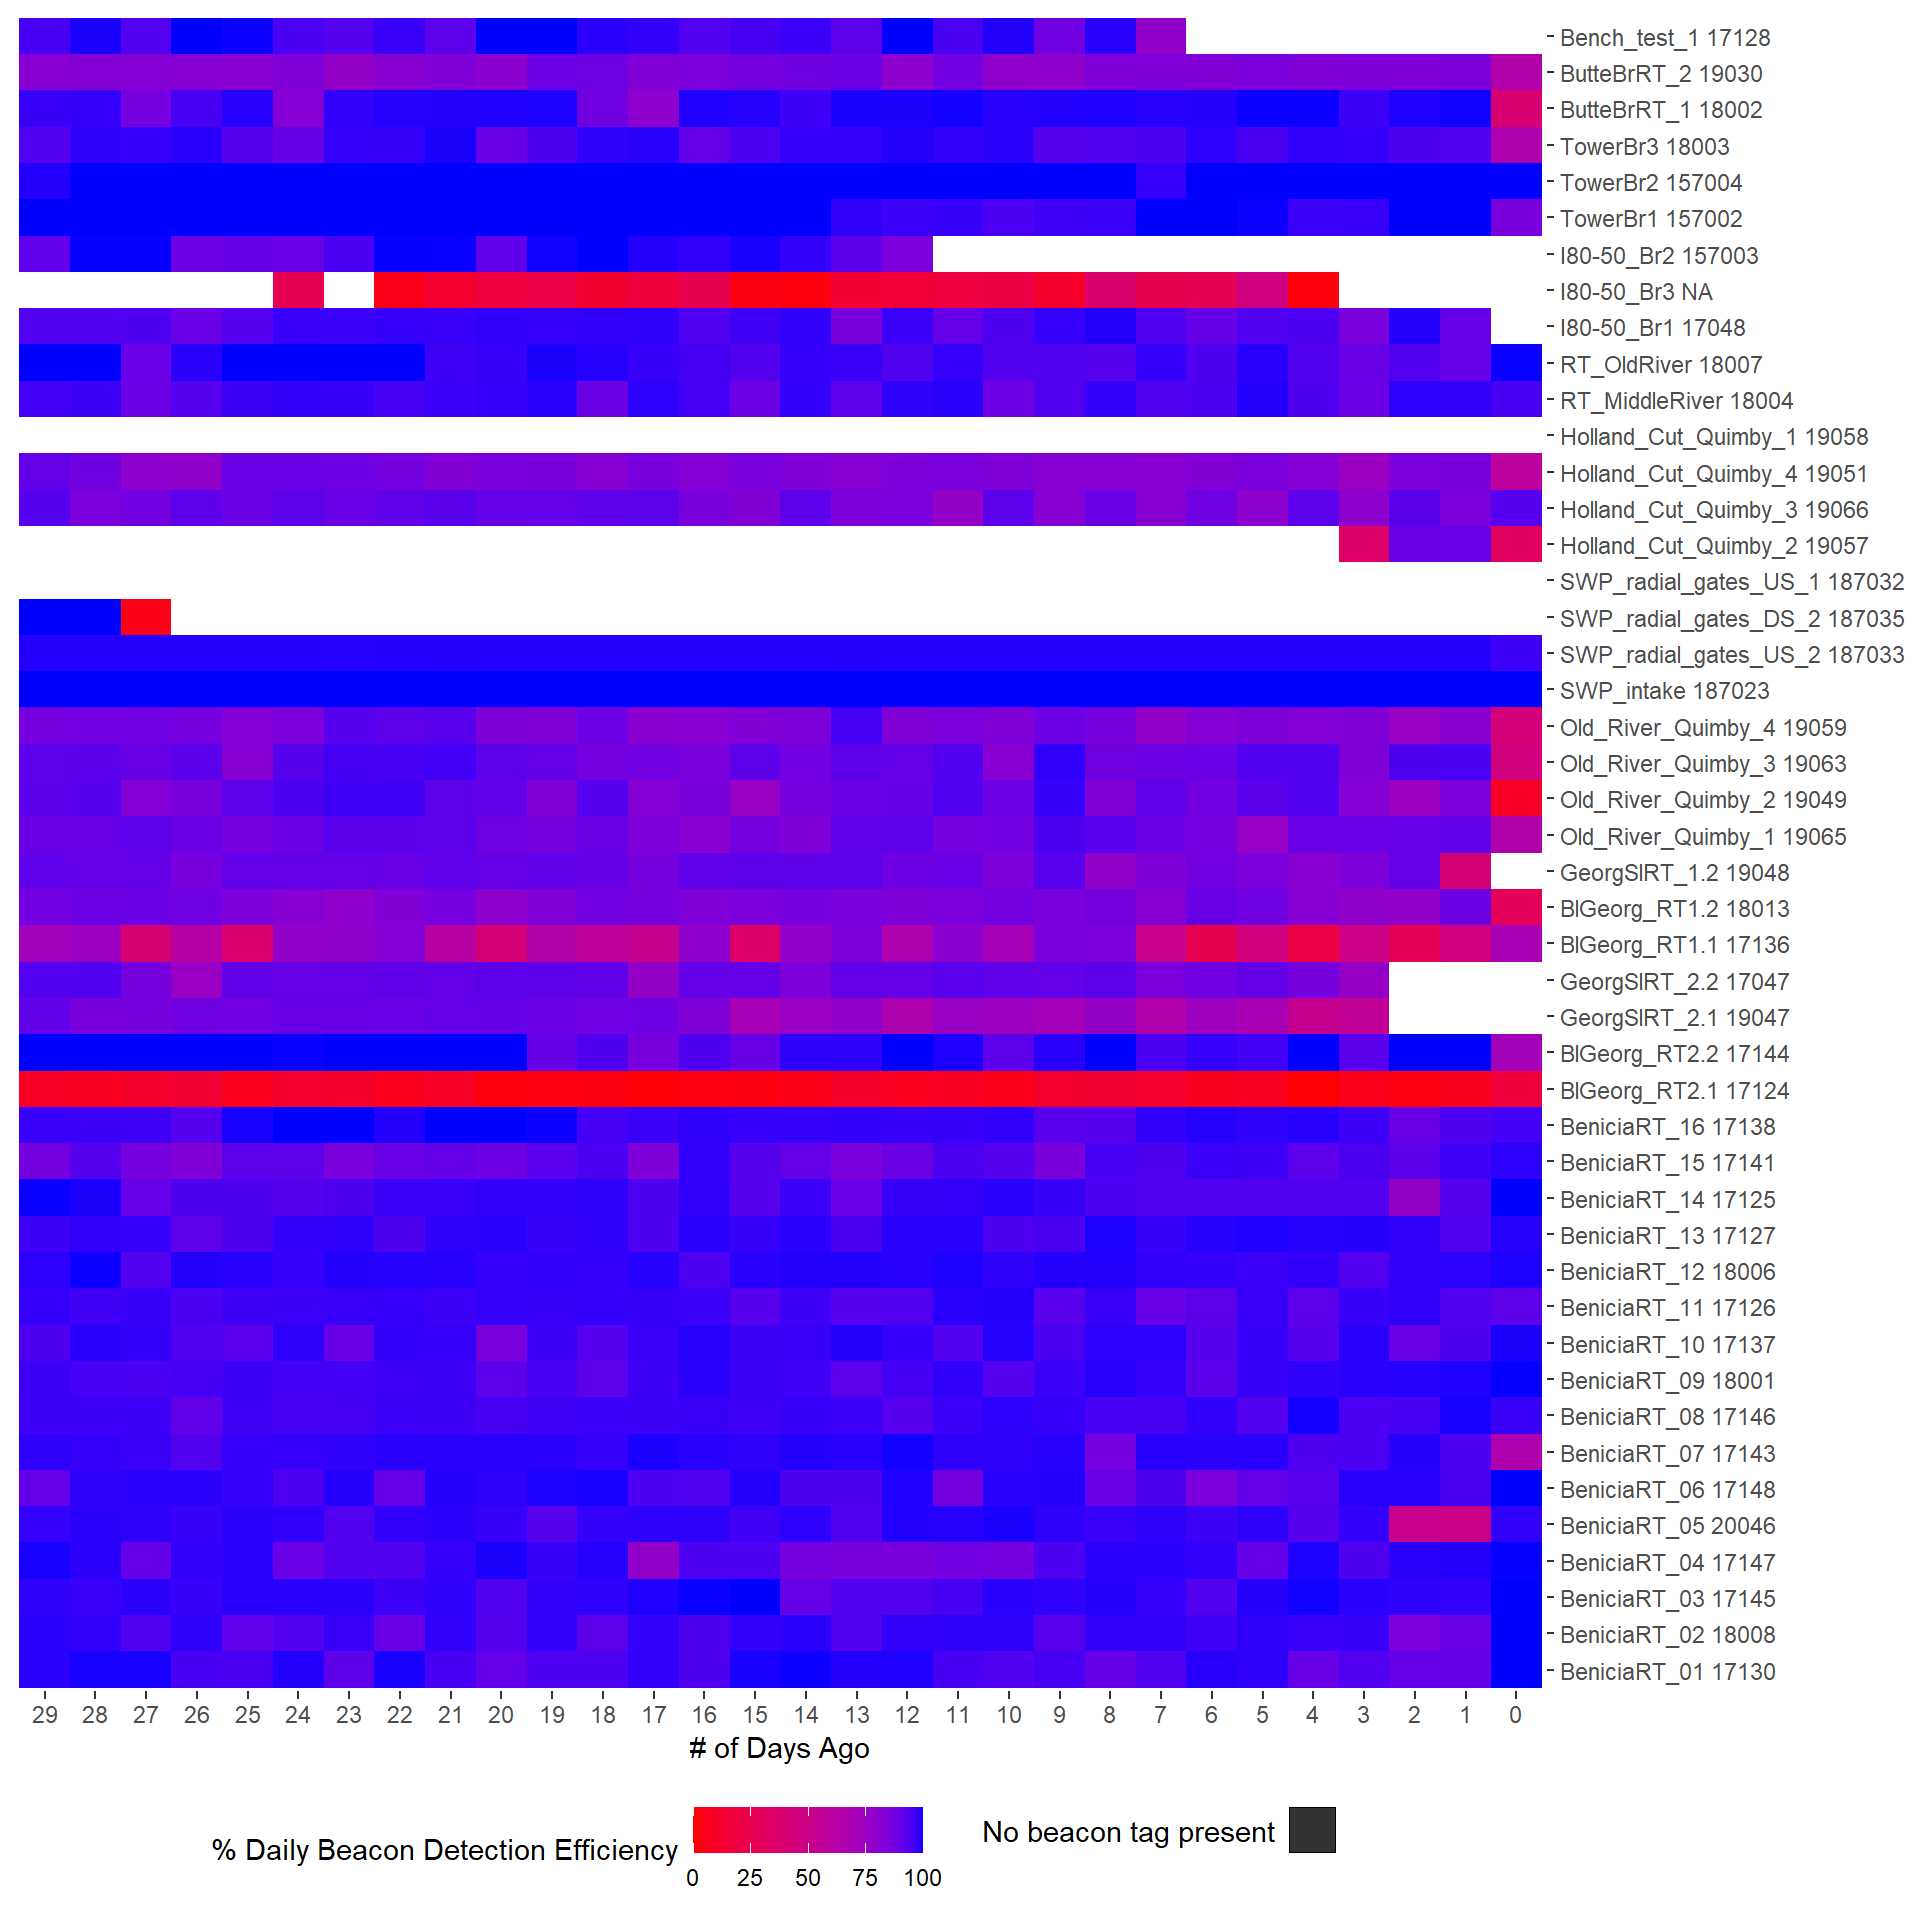 Bench_test_1 17128
ButteBrRT_2 19030
ButteBrRT_1 18002
TowerBr3 18003
TowerBr2 157004
TowerBr1 157002
I80-50_Br2 157003
I80-50_Br3 NA
I80-50_Br1 17048
RT_OldRiver 18007
RT_MiddleRiver 18004
Holland_Cut_Quimby_1 19058
Holland_Cut_Quimby_4 19051
Holland_Cut_Quimby_3 19066
Holland_Cut_Quimby_2 19057
SWP_radial_gates_US_1 187032
SWP_radial_gates_DS_2 187035
SWP_radial_gates_US_2 187033
SWP_intake 187023
Old_River_Quimby_4 19059
Old_River_Quimby_3 19063
Old_River_Quimby_2 19049
Old_River_Quimby_1 19065
GeorgSlRT_1.2 19048
BlGeorg_RT1.2 18013
BlGeorg_RT1.1 17136
GeorgSlRT_2.2 17047
GeorgSlRT_2.1 19047
BlGeorg_RT2.2 17144
BlGeorg_RT2.1 17124
BeniciaRT_16 17138
BeniciaRT_15 17141
BeniciaRT_14 17125
BeniciaRT_13 17127
BeniciaRT_12 18006
BeniciaRT_11 17126
BeniciaRT_10 17137
BeniciaRT_09 18001
BeniciaRT_08 17146
BeniciaRT_07 17143
BeniciaRT_06 17148
BeniciaRT_05 20046
BeniciaRT_04 17147
BeniciaRT_03 17145
BeniciaRT_02 18008
BeniciaRT_01 17130
29 28 27 26 25 24 23 22 21 20 19 18 17 16 15 14 13 12 11 10 9 8 7 6 5 4 3 2 1 0
# of Days Ago
% Daily Beacon Detection Efficiency
0 25 50 75 100
No beacon tag present